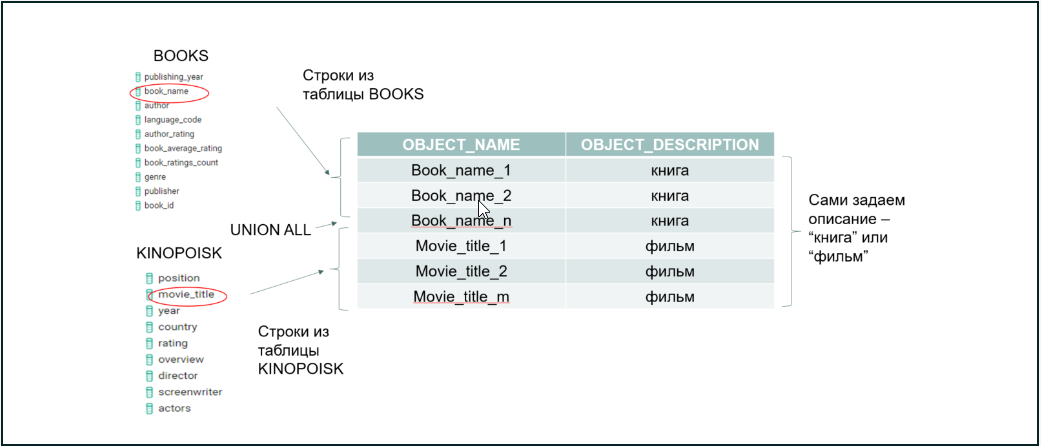 BOOKS
publishing_year
book_name
author
language_code
author_rating
book_average_rating
book_ratings_count
genre
publisher
book_id
Строки из
таблицы BOOKS
UNION ALL
KINOPOISK
position
movie_title
year
country
rating
overview
director
screenwriter
actors
Строки из
таблицы
KINOPOISK
OBJECT_NAME OBJECT_DESCRIPTION
Book_name_1 книга
Book_name_2 книга
Book_name_n книга
Movie_title_1 фильм
Movie_title_2 фильм
Movie_title_m фильм
Сами задаем
описание –
“книга” или
“фильм”